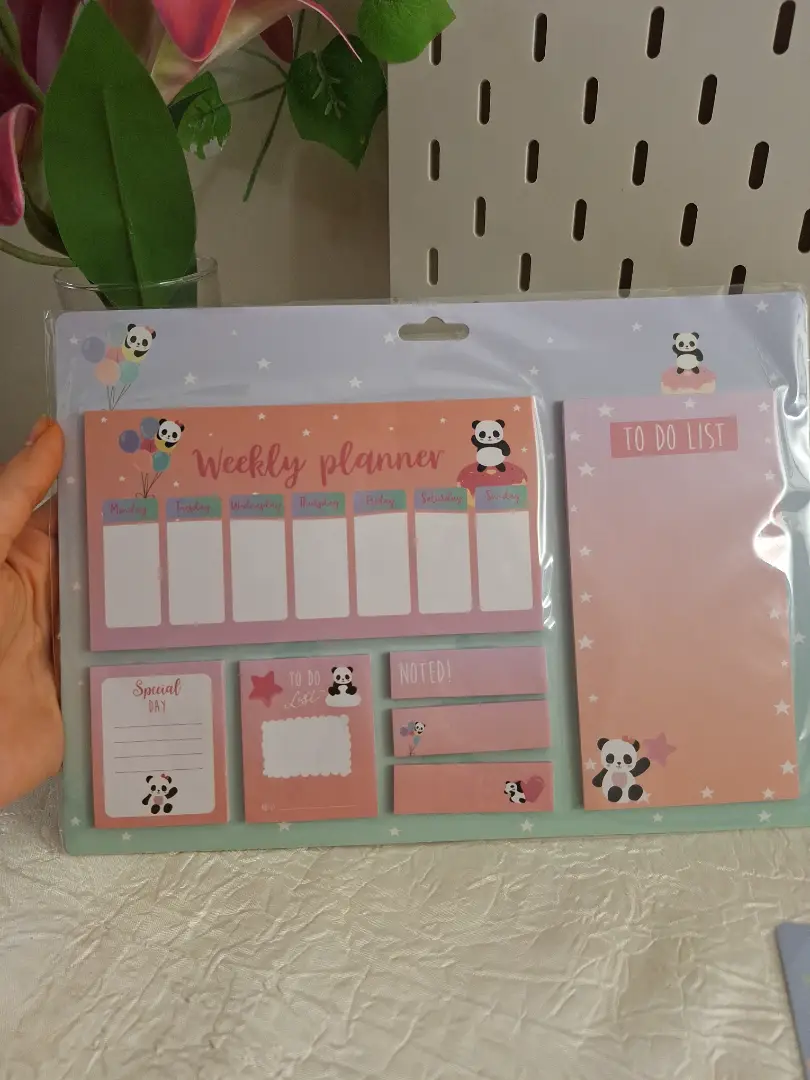 Weekly planner
Monday Tuesday Wednesday Thursday Friday Saturday Sunday
TO DO LIST
Special
DAY
TO DO
List
NOTED!